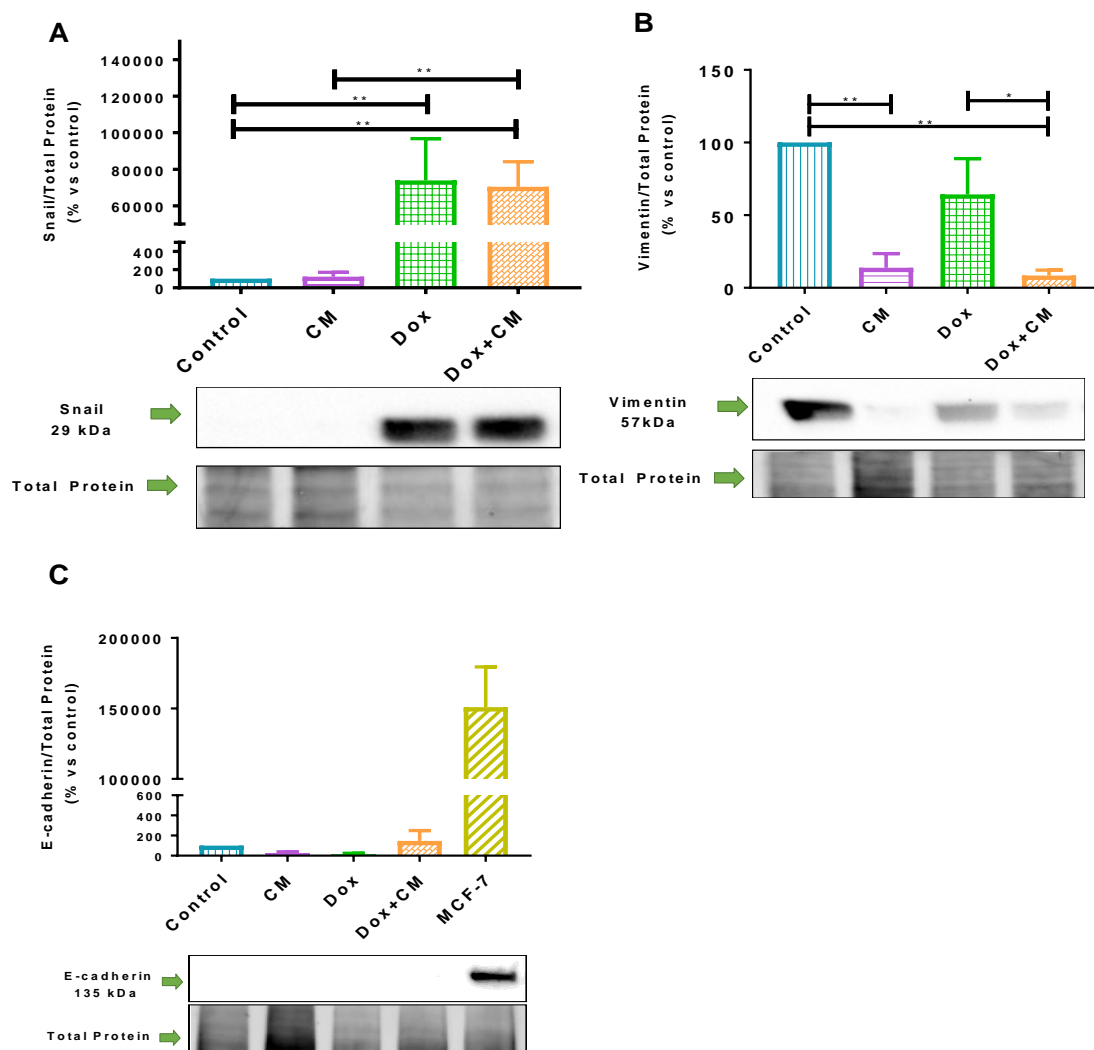 A
Snail/Total Protein
(% vs control)
140000
120000
100000
80000
60000
400
200
0
**
**
**
Control
CM
Dox
Dox+CM
Snail
29 kDa
Total Protein
B
Vimentin/Total Protein
(% vs control)
150
100
50
0
*
**
**
Control
CM
Dox
Dox+CM
Vimentin
57kDa
Total Protein
C
E-cadherin/Total Protein
(% vs control)
200000
150000
100000
600
400
200
0
Control
CM
Dox
Dox+CM
MCF-7
E-cadherin
135 kDa
Total Protein